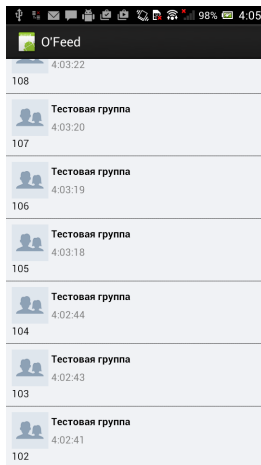 98% 4:05
O'Feed
4:03:22
108
Тестовая группа
4:03:20
107
Тестовая группа
4:03:19
106
Тестовая группа
4:03:18
105
Тестовая группа
4:02:44
104
Тестовая группа
4:02:43
103
Тестовая группа
4:02:41
102